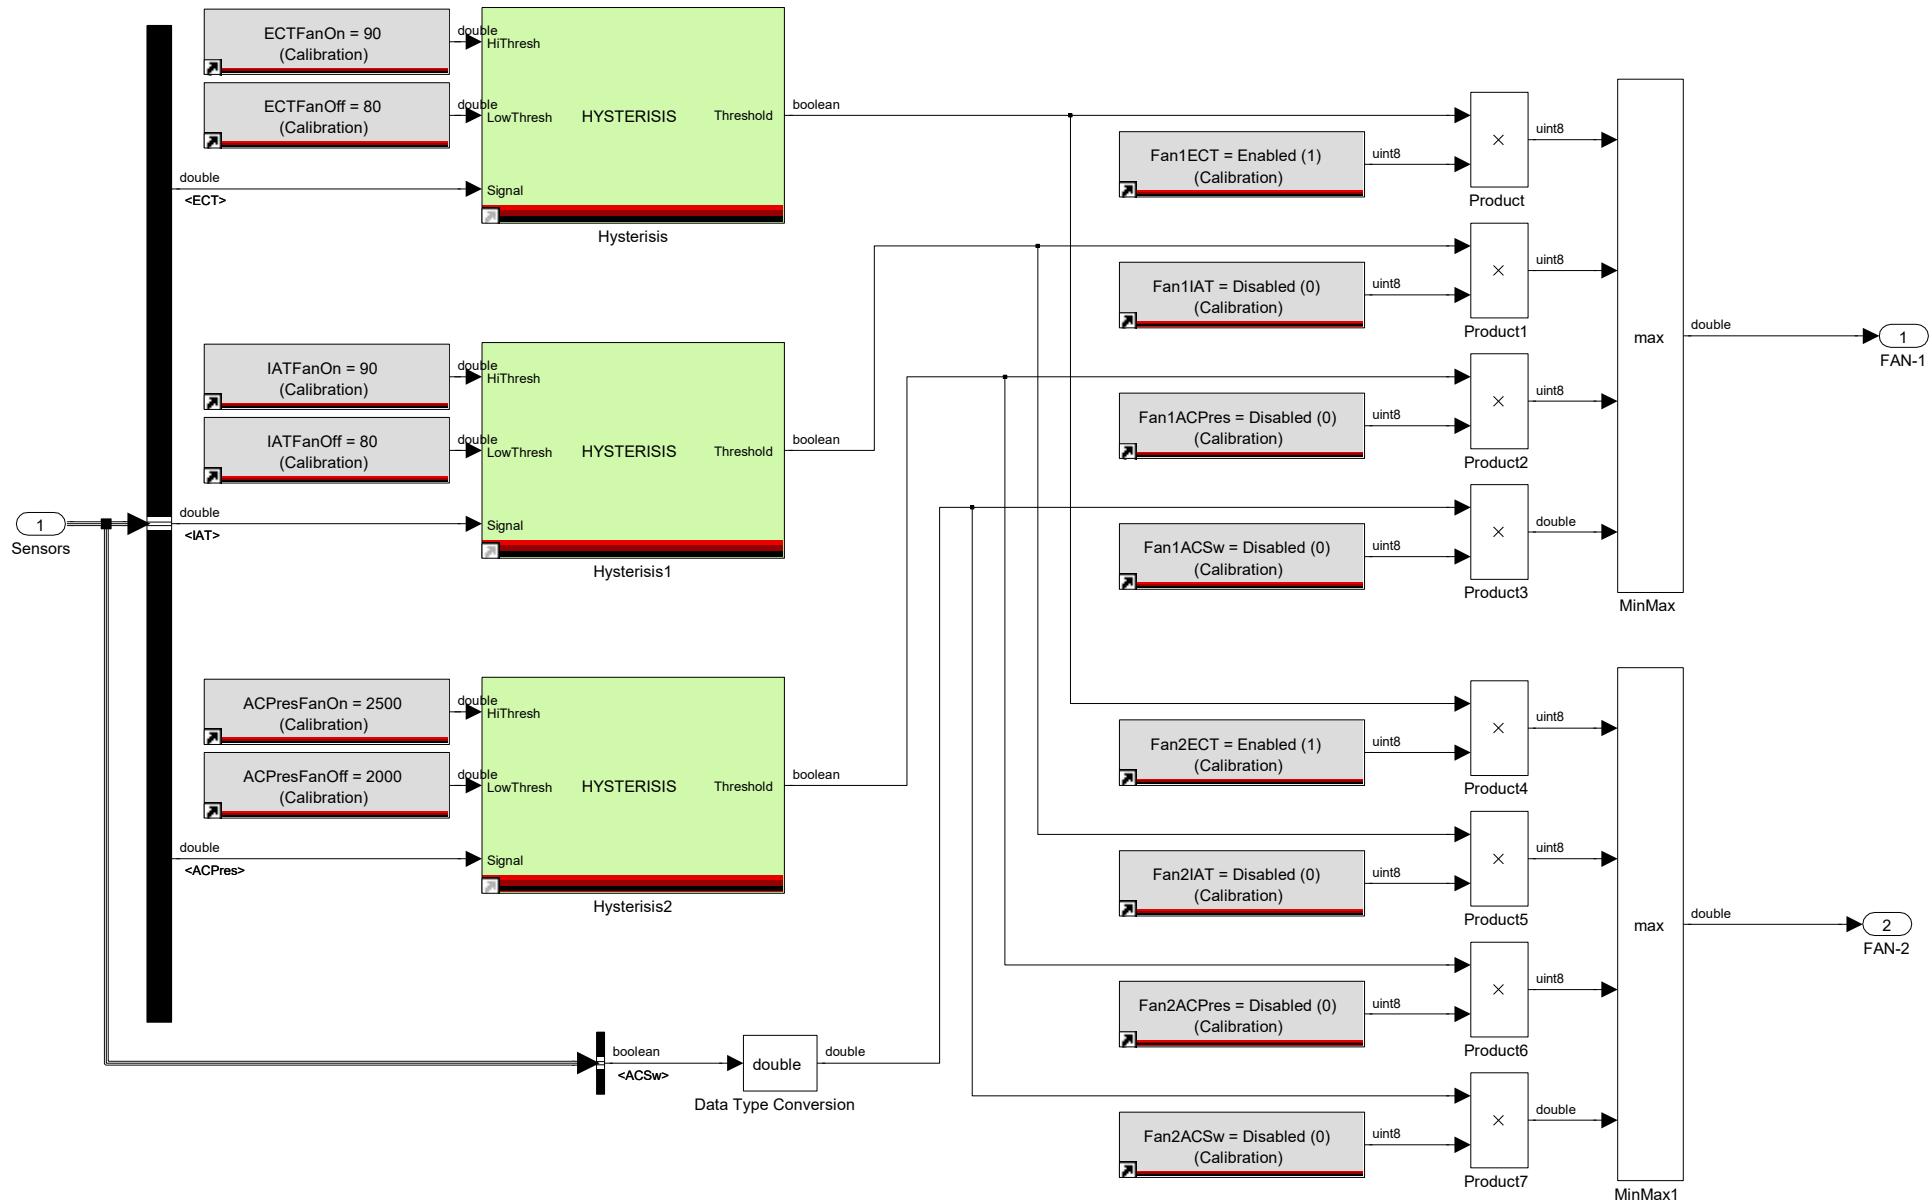 1
Sensors
ECTFanOn = 90
(Calibration)
double
HiThresh
ECTFanOff = 80
(Calibration)
double
LowThresh
HYSTERISIS
Threshold
boolean
double
<ECT>
Signal
Hysterisis
IATFanOn = 90
(Calibration)
double
HiThresh
IATFanOff = 80
(Calibration)
double
LowThresh
HYSTERISIS
Threshold
boolean
double
<IAT>
Signal
Hysterisis1
ACPresFanOn = 2500
(Calibration)
double
HiThresh
ACPresFanOff = 2000
(Calibration)
double
LowThresh
HYSTERISIS
Threshold
boolean
double
<ACPres>
Signal
Hysterisis2
boolean
<ACSw>
double
double
Data Type Conversion
Fan1ECT = Enabled (1)
(Calibration)
uint8
×
uint8
Product
Fan1IAT = Disabled (0)
(Calibration)
uint8
×
uint8
Product1
Fan1ACPres = Disabled (0)
(Calibration)
uint8
×
uint8
Product2
Fan1ACSw = Disabled (0)
(Calibration)
uint8
×
double
Product3
max
MinMax
double
1
FAN-1
Fan2ECT = Enabled (1)
(Calibration)
uint8
×
uint8
Product4
Fan2IAT = Disabled (0)
(Calibration)
uint8
×
uint8
Product5
Fan2ACPres = Disabled (0)
(Calibration)
uint8
×
uint8
Product6
Fan2ACSw = Disabled (0)
(Calibration)
uint8
×
double
Product7
max
MinMax1
double
2
FAN-2